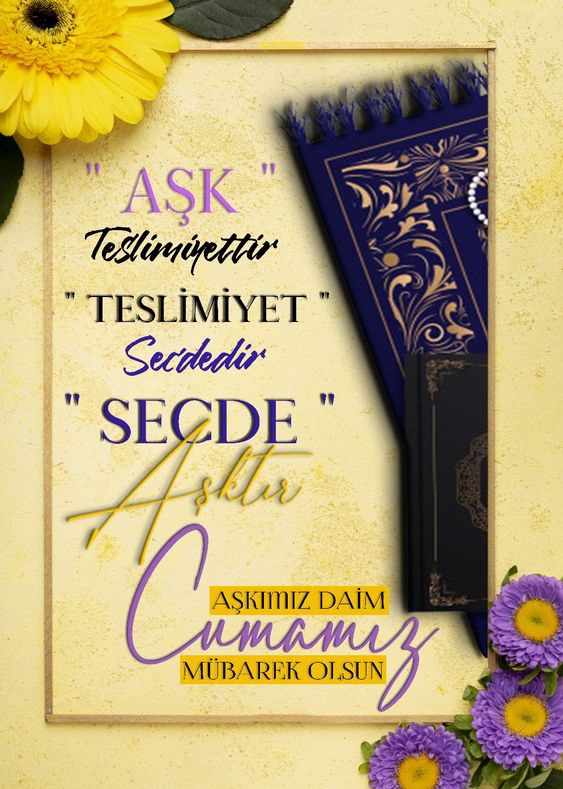 " AŞK "
Teslimiyettir
" TESLİMİYET "
Secdedir
" SECDE "
Aşktır
AŞKIMIZ DAİM
Cumamız
MÜBAREK OLSUN